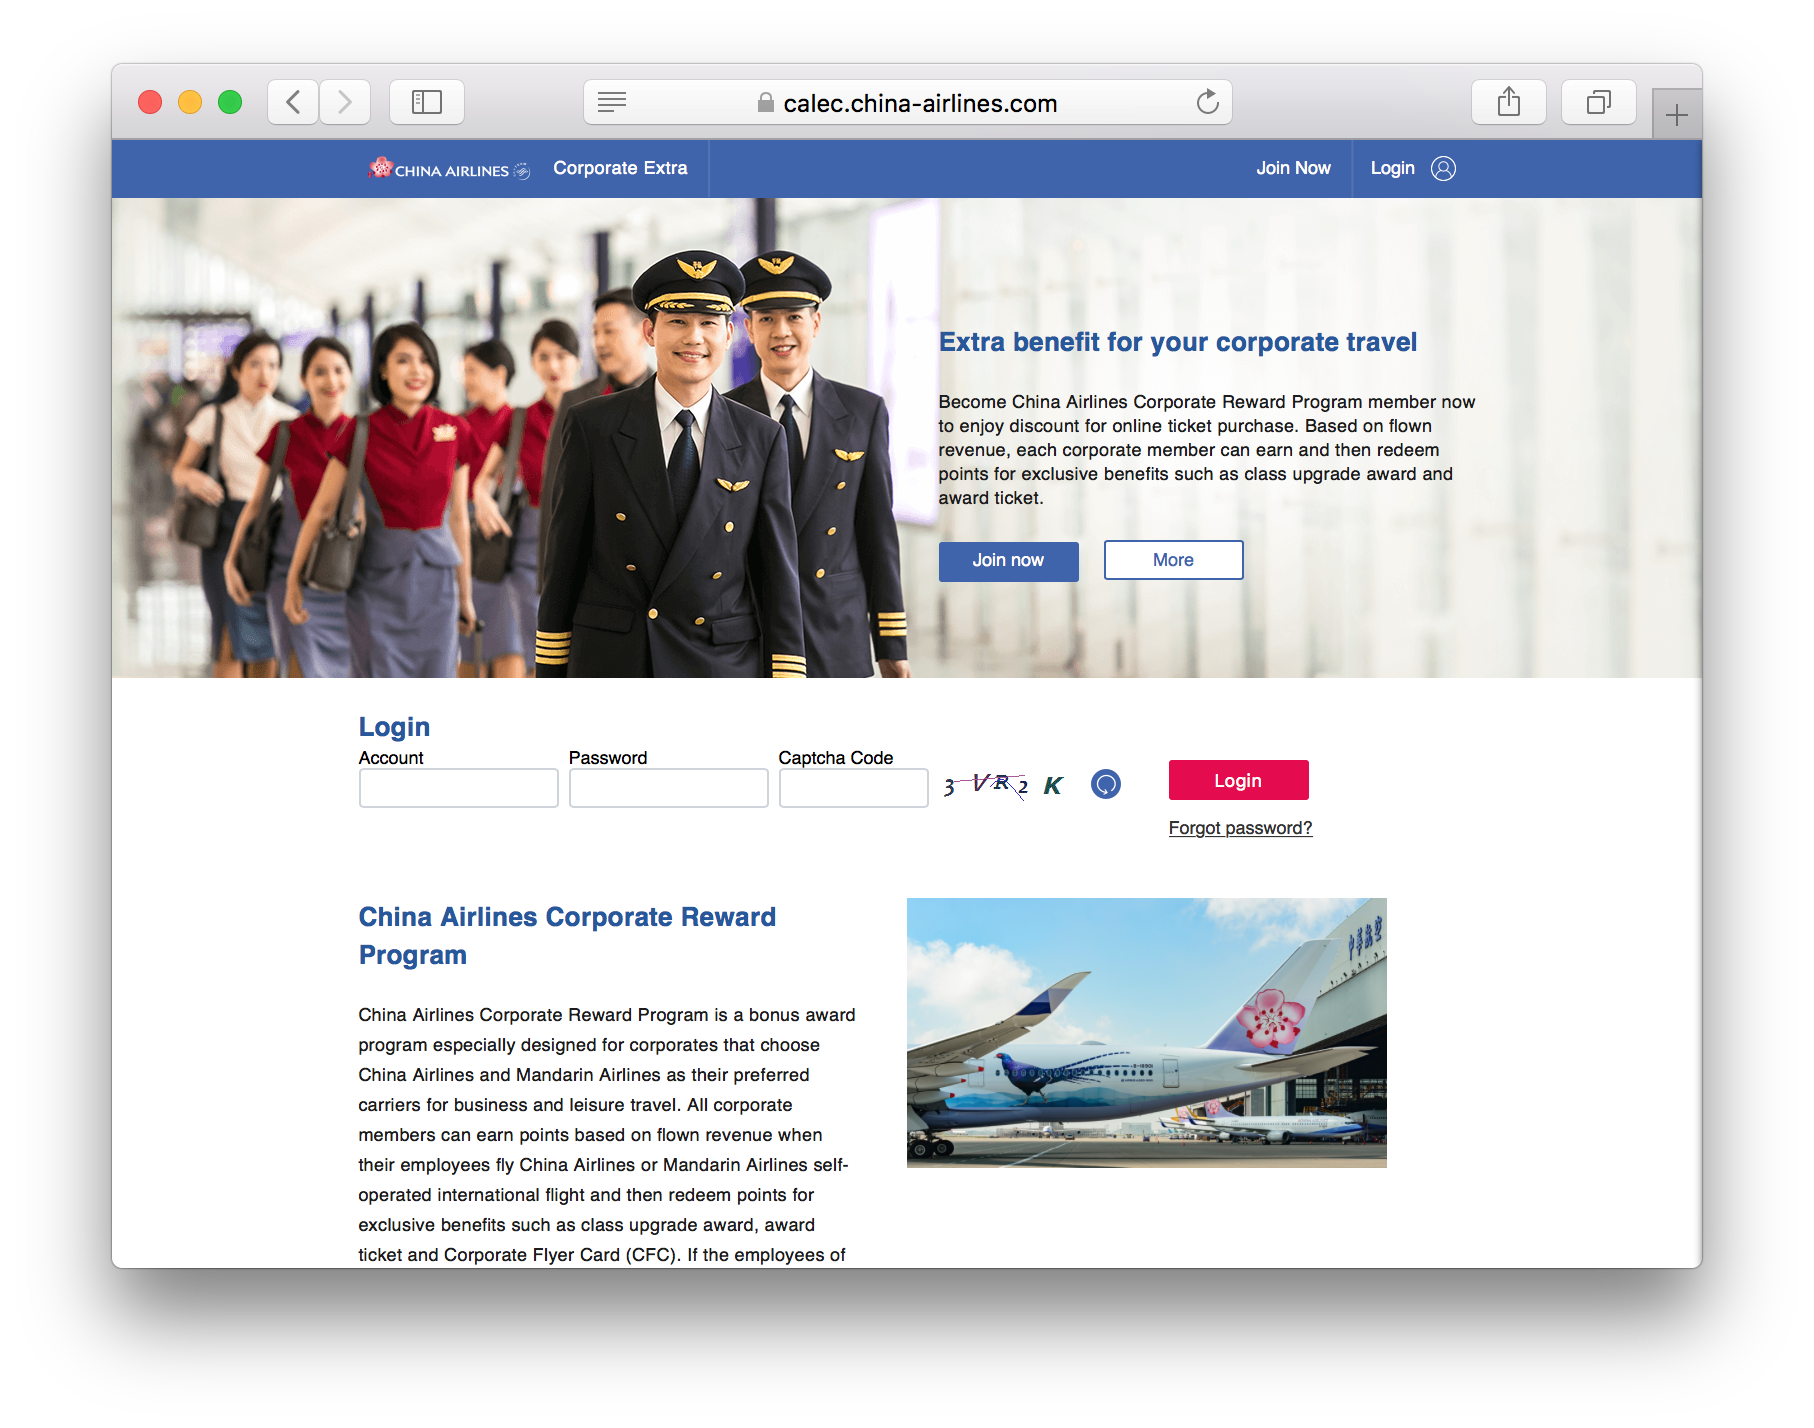 calec.china-airlines.com
CHINA AIRLINES Corporate Extra Join Now Login
Extra benefit for your corporate travel
Become China Airlines Corporate Reward Program member now
to enjoy discount for online ticket purchase. Based on flown
revenue, each corporate member can earn and then redeem
points for exclusive benefits such as class upgrade award and
award ticket.
Join now More
Login
Account Password Captcha Code
3 V R 2 K
Login
Forgot password?
China Airlines Corporate Reward
Program
China Airlines Corporate Reward Program is a bonus award
program especially designed for corporates that choose
China Airlines and Mandarin Airlines as their preferred
carriers for business and leisure travel. All corporate
members can earn points based on flown revenue when
their employees fly China Airlines or Mandarin Airlines self-
operated international flight and then redeem points for
exclusive benefits such as class upgrade award, award
ticket and Corporate Flyer Card (CFC). If the employees of
中華航空
B-18901